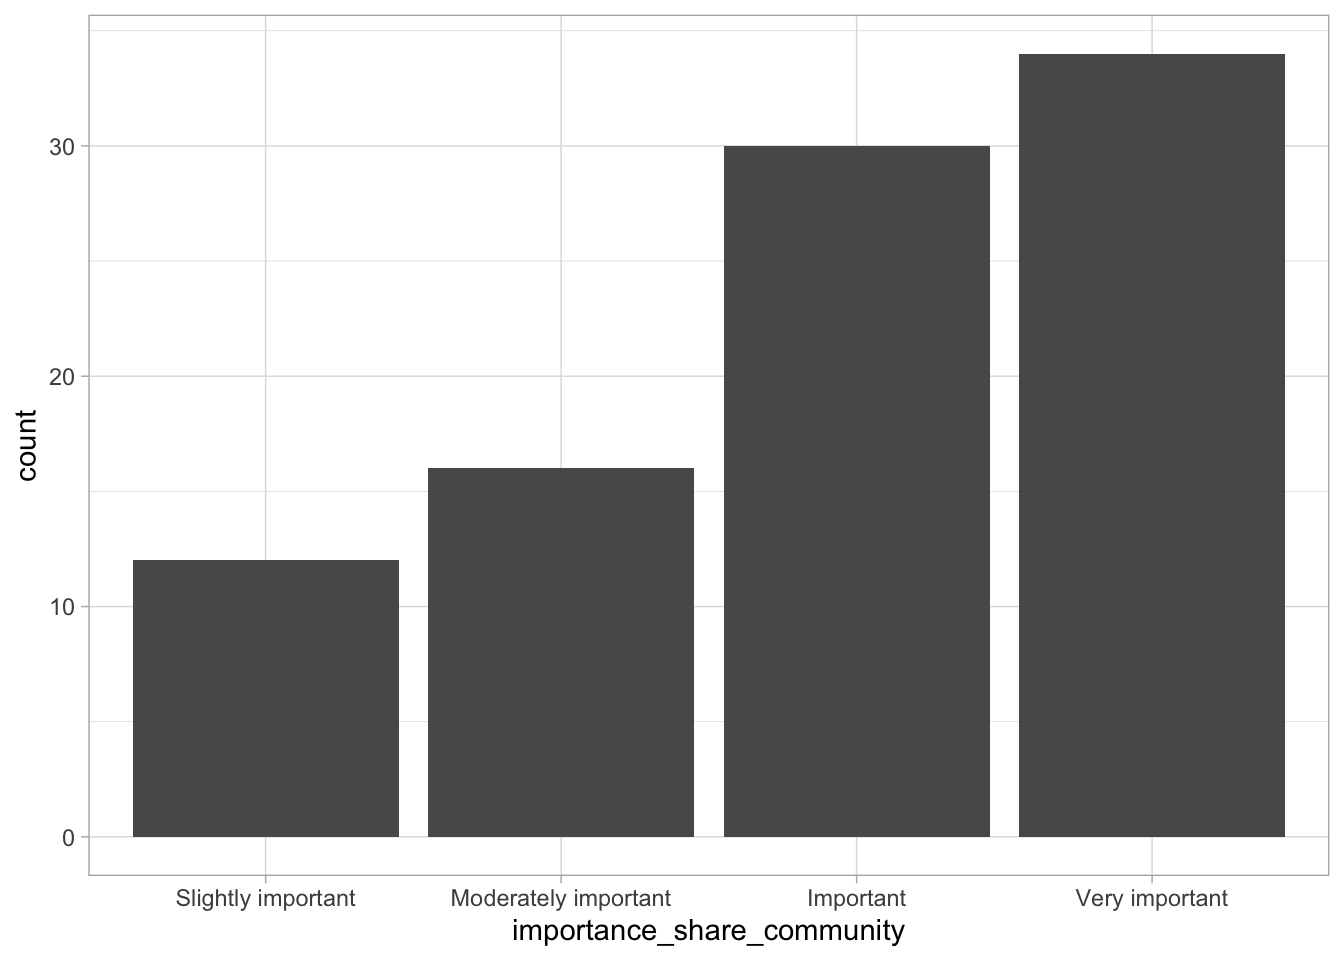 30
20
10
0
count
Slightly important
Moderately important
Important
Very important
importance_share_community